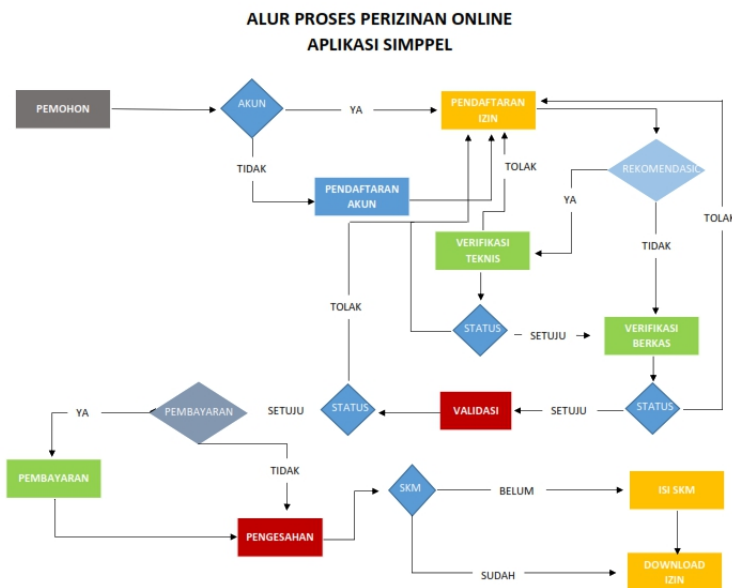 ALUR PROSES PERIZINAN ONLINE
APLIKASI SIMPPEL
PEMOHON
AKUN
YA
PENDAFTARAN
IZIN
TIDAK
PENDAFTARAN
AKUN
TOLAK
REKOMENDASIC
YA
TIDAK
TOLAK
VERIFIKASI
TEKNIS
STATUS
SETUJU
VERIFIKASI
BERKAS
TOLAK
STATUS
SETUJU
VALIDASI
STATUS
SETUJU
PEMBAYARAN
YA
TIDAK
PEMBAYARAN
PENGESAHAN
SKM
BELUM
ISI SKM
SUDAH
DOWNLOAD
IZIN